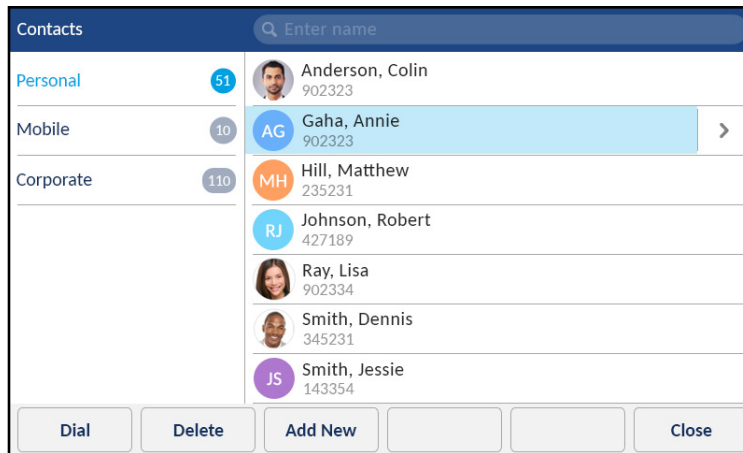 Contacts
Enter name
Personal 51
Mobile 10
Corporate 110
Anderson, Colin
902323
AG
Gaha, Annie
902323
MH
Hill, Matthew
235231
RJ
Johnson, Robert
427189
Ray, Lisa
902334
Smith, Dennis
345231
JS
Smith, Jessie
143354
Dial Delete Add New Close